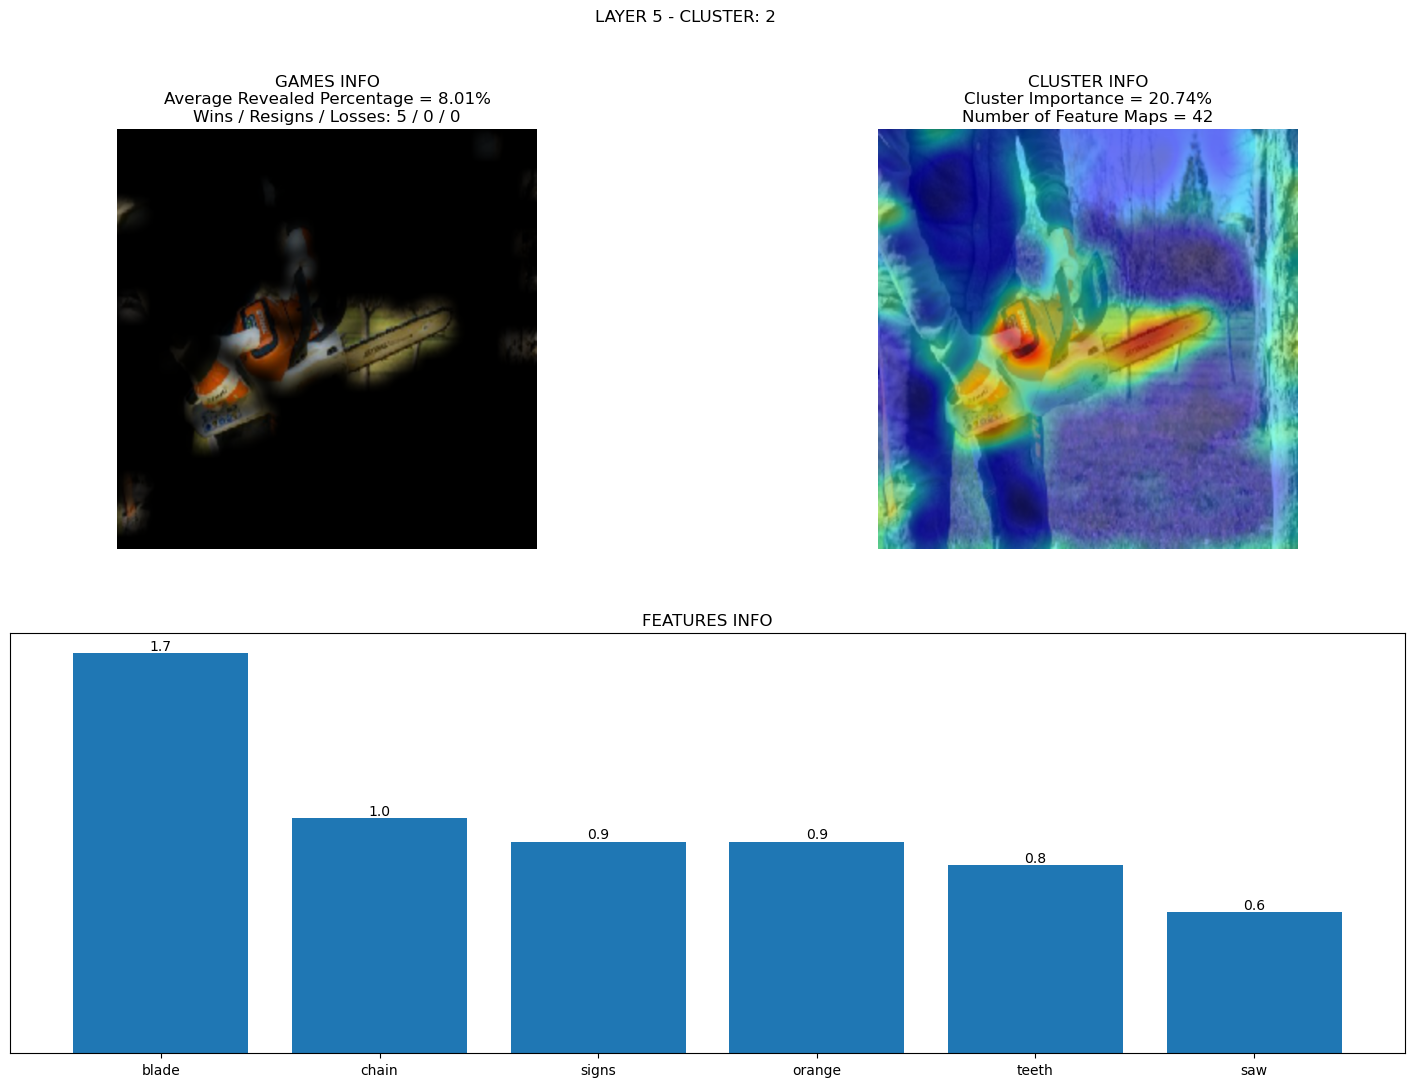 LAYER 5 - CLUSTER: 2
GAMES INFO
Average Revealed Percentage = 8.01%
Wins / Resigns / Losses: 5 / 0 / 0
CLUSTER INFO
Cluster Importance = 20.74%
Number of Feature Maps = 42
FEATURES INFO
1.7
1.0
0.9
0.9
0.8
0.6
blade
chain
signs
orange
teeth
saw